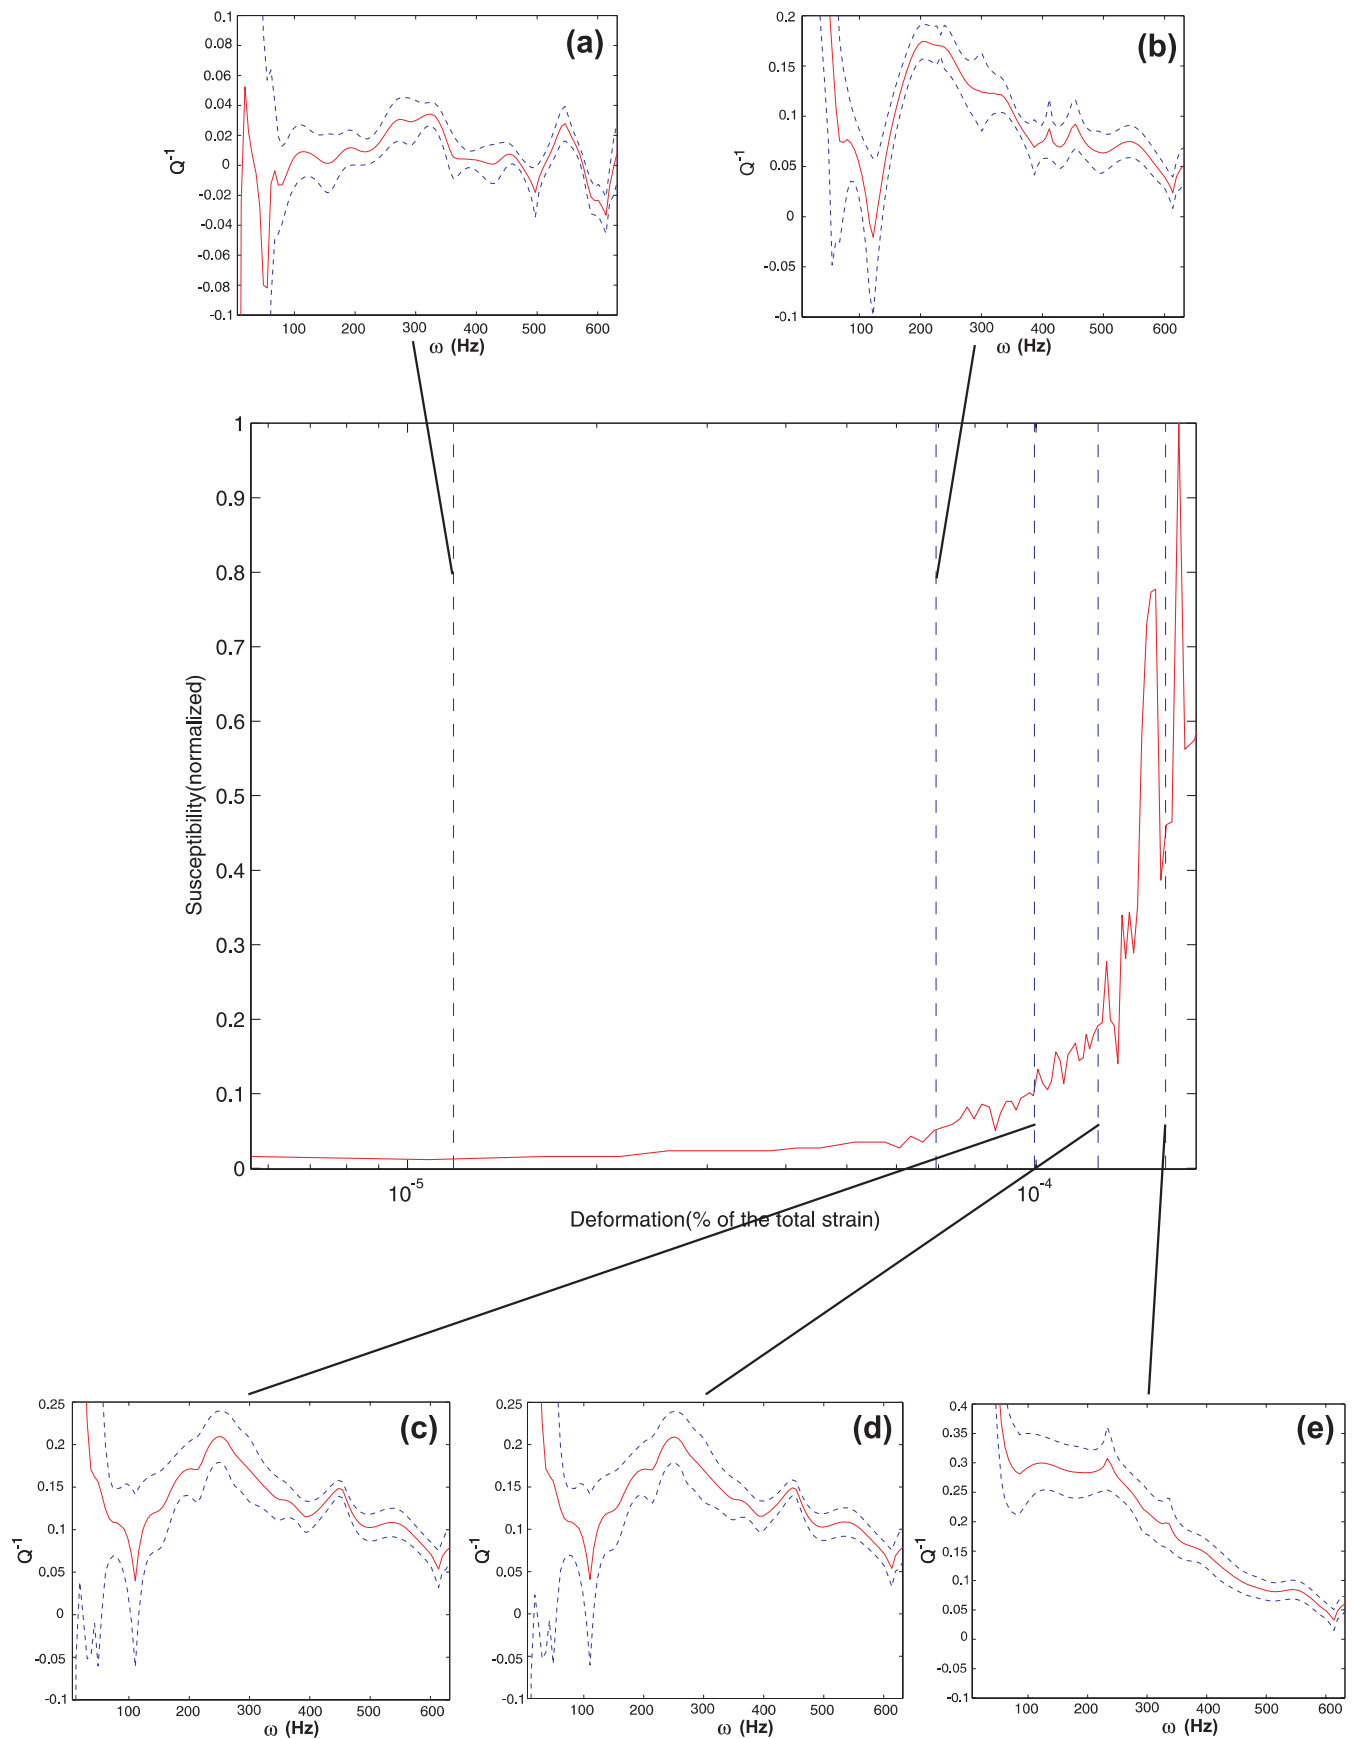 (a)
0.1
0.08
0.06
0.04
0.02
0
-0.02
-0.04
-0.06
-0.08
-0.1
Q⁻¹
100 200 300 400 500 600
ω (Hz)
(b)
0.2
0.15
0.1
0.05
0
-0.05
-0.1
Q⁻¹
100 200 300 400 500 600
ω (Hz)
1
0.9
0.8
0.7
0.6
0.5
0.4
0.3
0.2
0.1
0
Susceptibility(normalized)
10⁻⁵ 10⁻⁴
Deformation(% of the total strain)
(c)
0.25
0.2
0.15
0.1
0.05
0
-0.05
-0.1
Q⁻¹
100 200 300 400 500 600
ω (Hz)
(d)
0.25
0.2
0.15
0.1
0.05
0
-0.05
-0.1
Q⁻¹
100 200 300 400 500 600
ω (Hz)
(e)
0.4
0.35
0.3
0.25
0.2
0.15
0.1
0.05
0
-0.05
-0.1
Q⁻¹
100 200 300 400 500 600
ω (Hz)